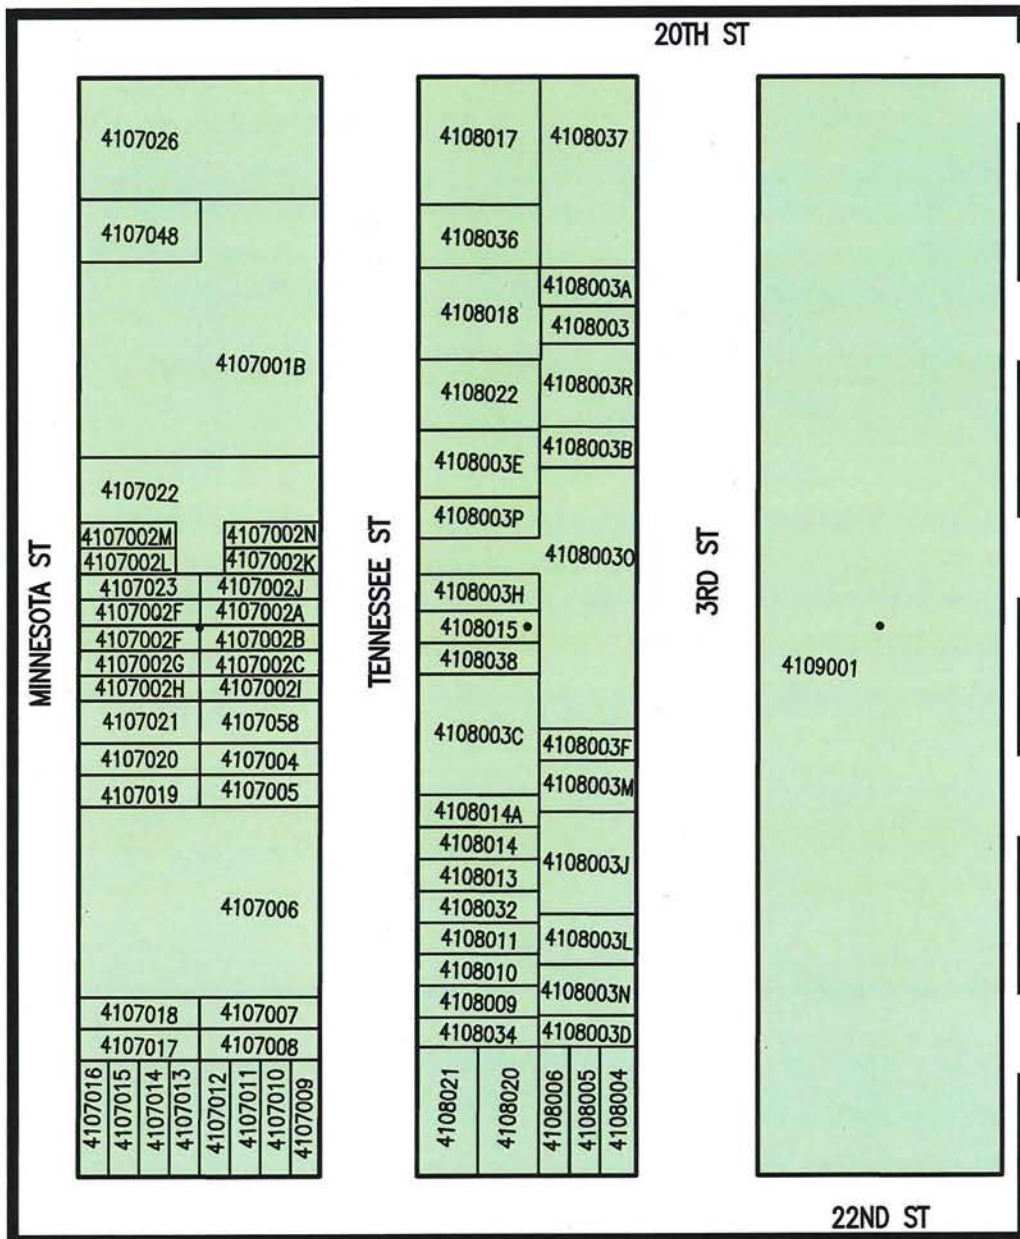 20TH ST
MINNESOTA ST
4107026
4107048
4107001B
4107022
4107002M
4107002N
4107002L
4107002K
4107023
4107002J
4107002F
4107002A
4107002F
4107002B
4107002G
4107002C
4107002H
4107002I
4107021
4107058
4107020
4107004
4107019
4107005
4107006
4107018
4107007
4107017
4107008
4107016
4107015
4107014
4107013
4107012
4107011
4107010
4107009
TENNESSEE ST
4108017
4108037
4108036
4108003A
4108018
4108003
4108022
4108003R
4108003B
4108003E
4108003P
4108003O
4108003H
4108015
4108038
4108003C
4108003F
4108003M
4108014A
4108014
4108003J
4108013
4108032
4108011
4108003L
4108010
4108009
4108003N
4108034
4108003D
4108021
4108020
4108006
4108005
4108004
3RD ST
4109001
22ND ST